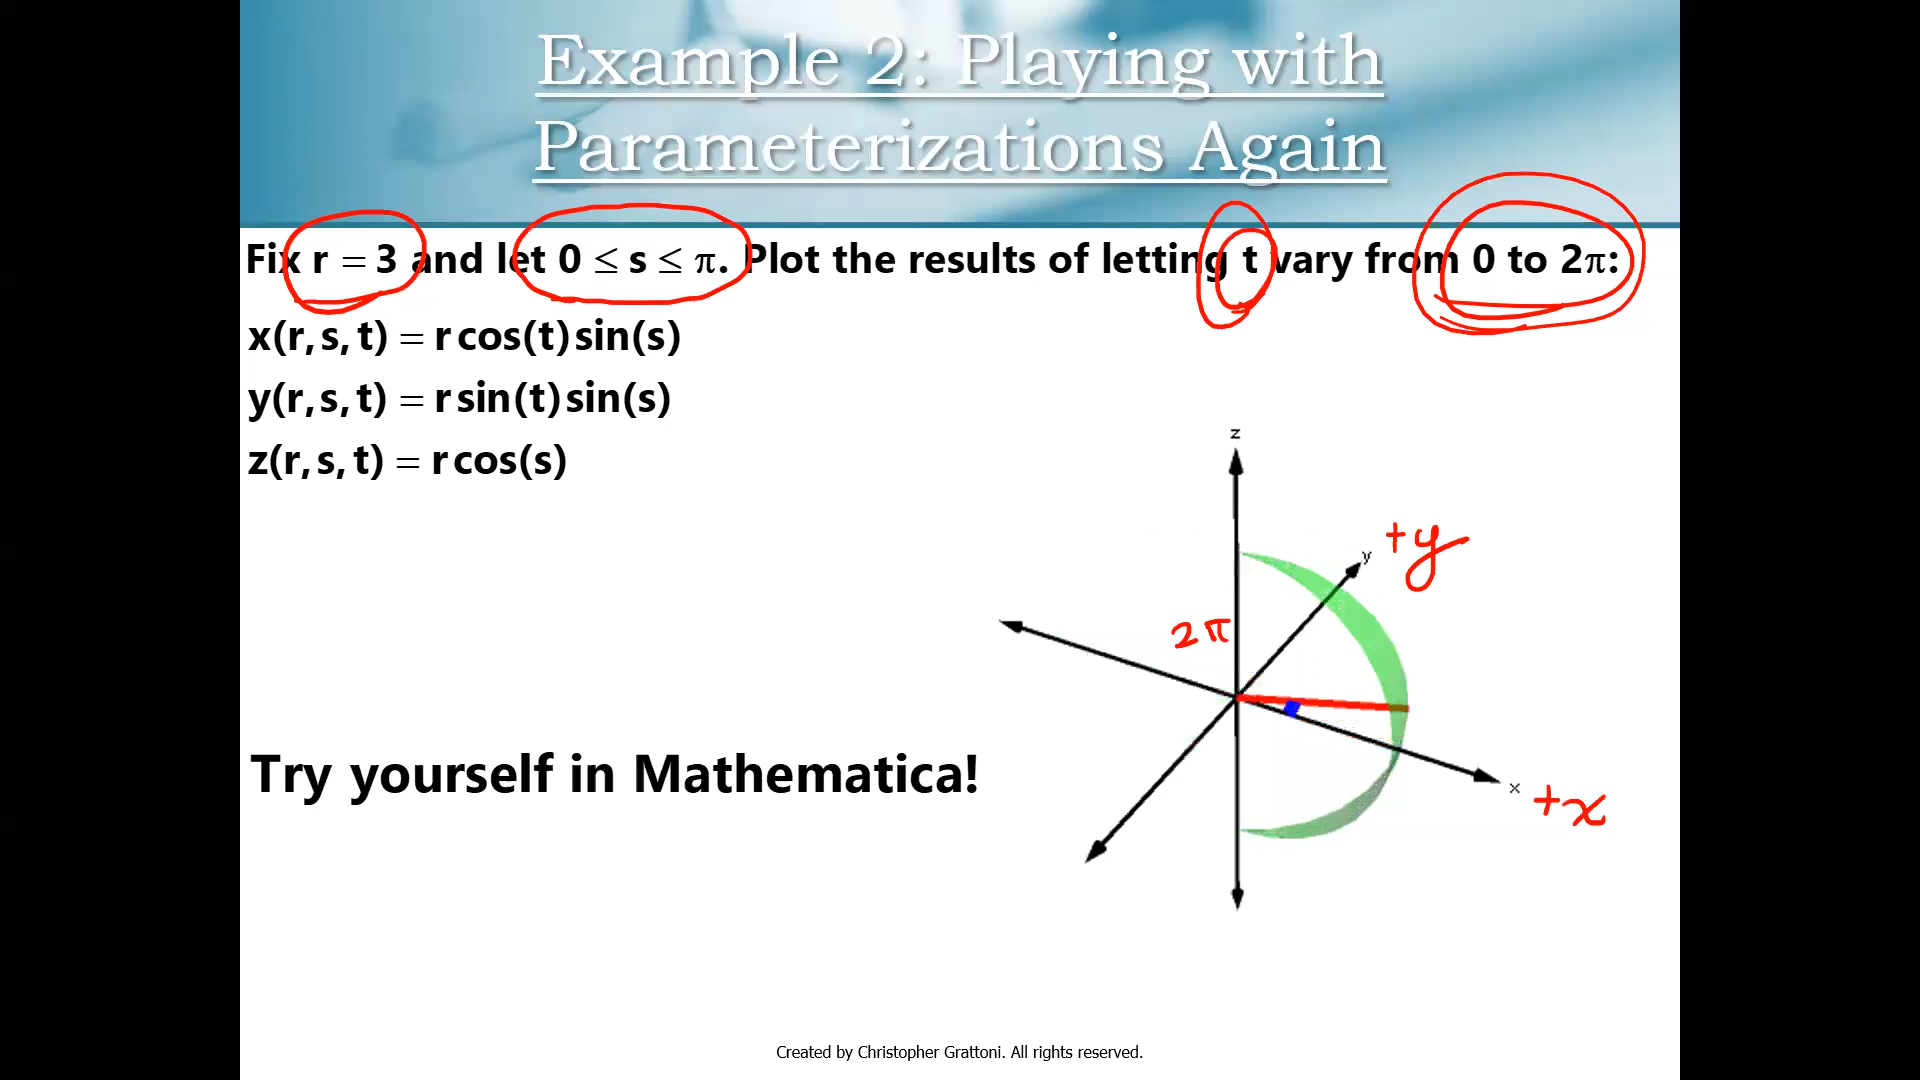 Example 2: Playing with
Parameterizations Again
Fix r = 3 and let 0 ≤ s ≤ π. Plot the results of letting t vary from 0 to 2π:
x(r,s,t) = r cos(t) sin(s)
y(r,s,t) = r sin(t) sin(s)
z(r,s,t) = r cos(s)
z
y +y
2π
Try yourself in Mathematica!
x +x
Created by Christopher Grattoni. All rights reserved.